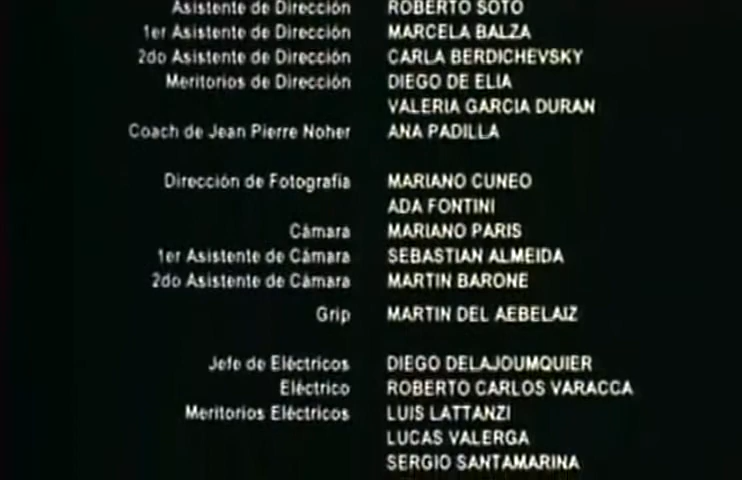 Asistente de Dirección ROBERTO SOTO
1er Asistente de Dirección MARCELA BALZA
2do Asistente de Dirección CARLA BERDICHEVSKY
Meritorios de Dirección DIEGO DE ELIA
VALERIA GARCIA DURAN
Coach de Jean Pierre Noher ANA PADILLA
Dirección de Fotografía MARIANO CUNEO
ADA FONTINI
Cámara MARIANO PARIS
1er Asistente de Cámara SEBASTIAN ALMEIDA
2do Asistente de Cámara MARTIN BARONE
Grip MARTIN DEL AEBELAIZ
Jefe de Eléctricos DIEGO DELAJOUMQUIER
Eléctrico ROBERTO CARLOS VARACCA
Meritorios Eléctricos LUIS LATTANZI
LUCAS VALERGA
SERGIO SANTAMARINA